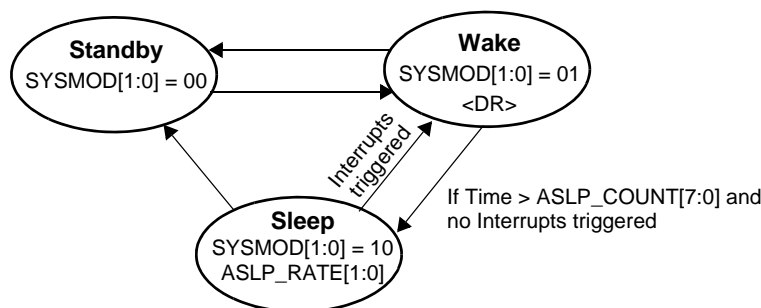 Standby
SYSMOD[1:0] = 00
Wake
SYSMOD[1:0] = 01
<DR>
Interrupts
triggered
If Time > ASLP_COUNT[7:0] and
no Interrupts triggered
Sleep
SYSMOD[1:0] = 10
ASLP_RATE[1:0]